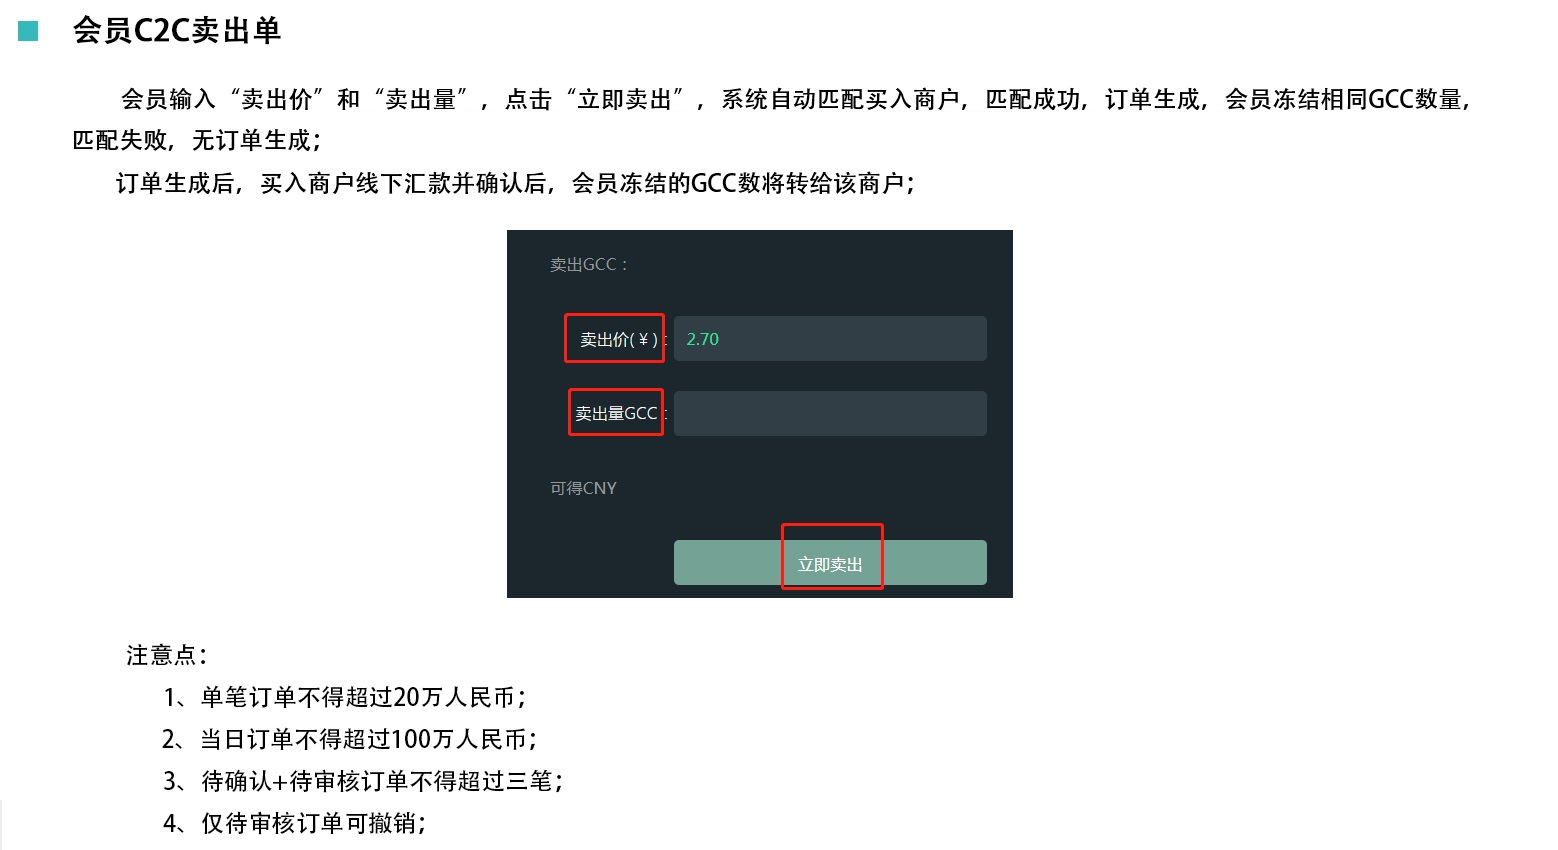 会员C2C卖出单
会员输入“卖出价”和“卖出量”，点击“立即卖出”，系统自动匹配买入商户，匹配成功，订单生成，会员冻结相同GCC数量，
匹配失败，无订单生成；
订单生成后，买入商户线下汇款并确认后，会员冻结的GCC数将转给该商户；
卖出GCC：
卖出价(￥): 2.70
卖出量GCC:
可得CNY
立即卖出
注意点：
1、单笔订单不得超过20万人民币；
2、当日订单不得超过100万人民币；
3、待确认+待审核订单不得超过三笔；
4、仅待审核订单可撤销；